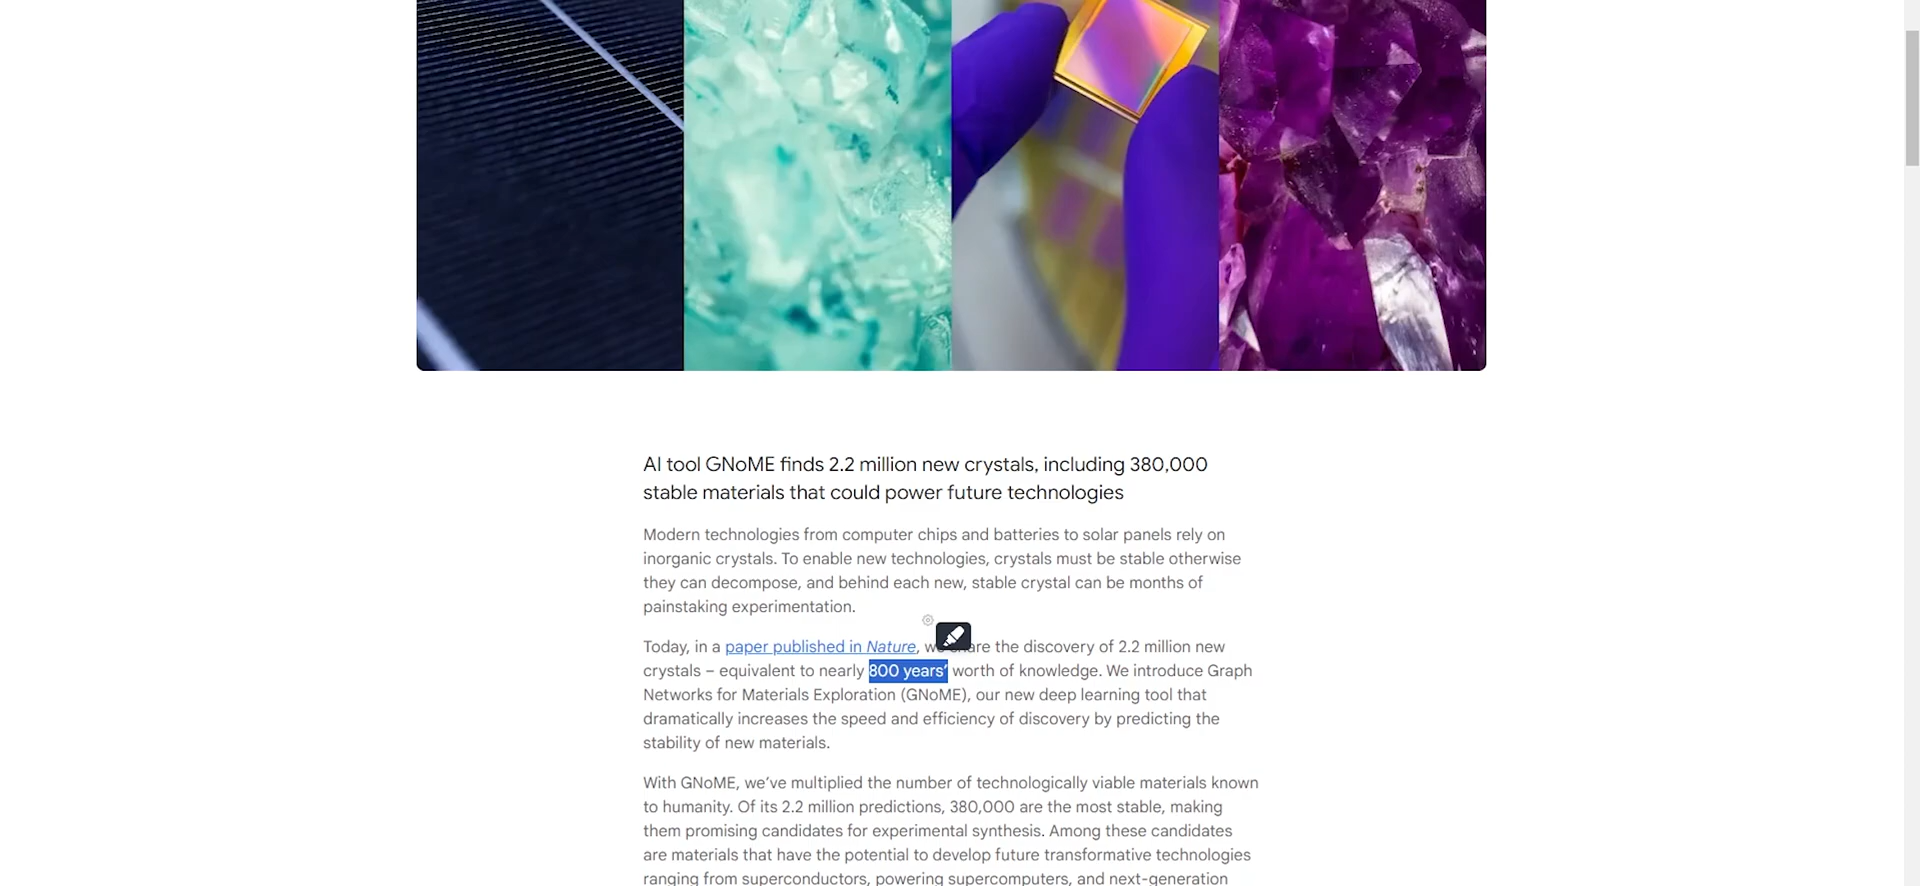 AI tool GNoME finds 2.2 million new crystals, including 380,000
stable materials that could power future technologies
Modern technologies from computer chips and batteries to solar panels rely on
inorganic crystals. To enable new technologies, crystals must be stable otherwise
they can decompose, and behind each new, stable crystal can be months of
painstaking experimentation.
Today, in a paper published in Nature, we share the discovery of 2.2 million new
crystals – equivalent to nearly 800 years’ worth of knowledge. We introduce Graph
Networks for Materials Exploration (GNoME), our new deep learning tool that
dramatically increases the speed and efficiency of discovery by predicting the
stability of new materials.
With GNoME, we’ve multiplied the number of technologically viable materials known
to humanity. Of its 2.2 million predictions, 380,000 are the most stable, making
them promising candidates for experimental synthesis. Among these candidates
are materials that have the potential to develop future transformative technologies
ranging from superconductors, powering supercomputers, and next-generation